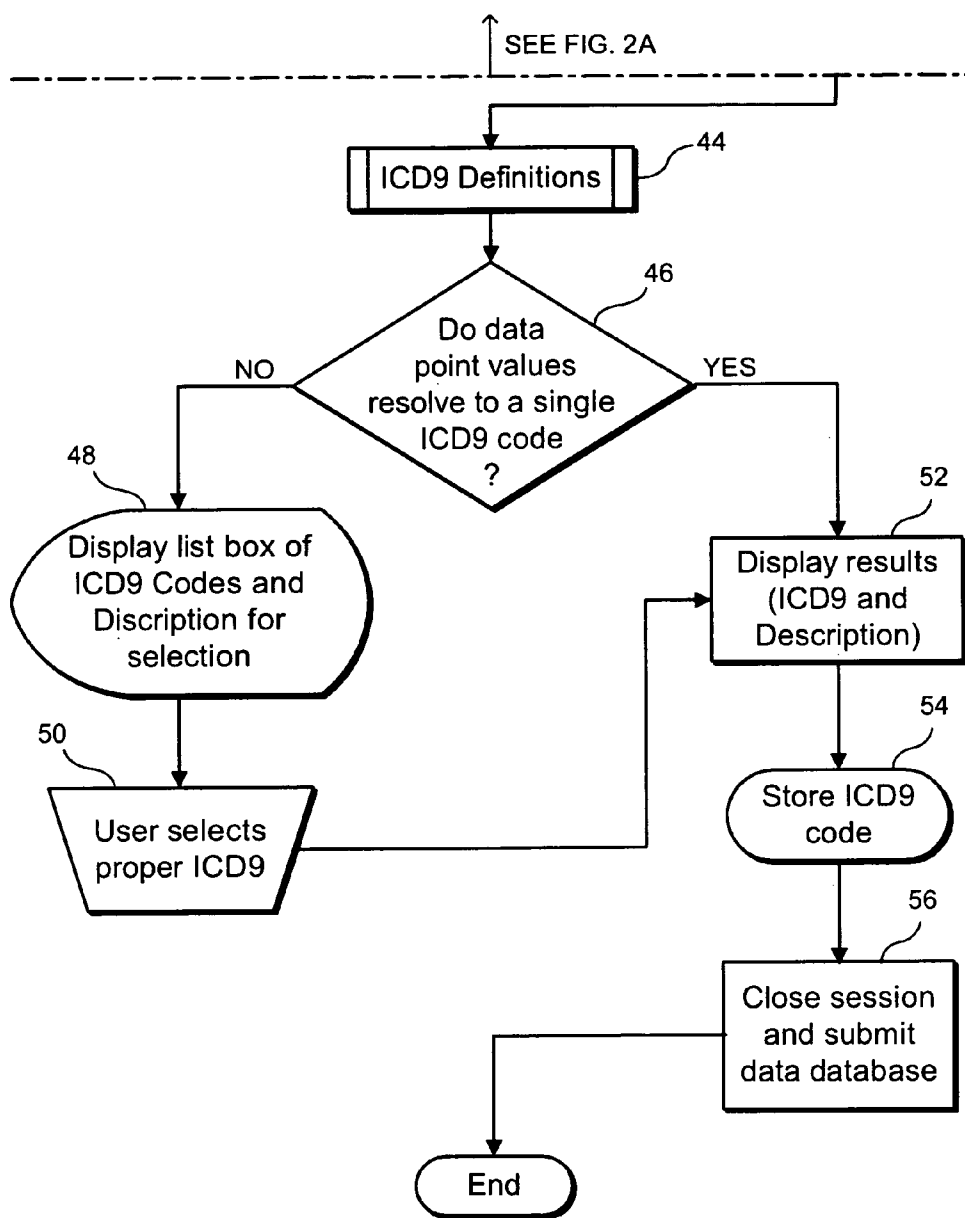 SEE FIG. 2A
44
ICD9 Definitions
46
Do data
point values
resolve to a single
ICD9 code
?
NO
YES
48
Display list box of
ICD9 Codes and
Discription for
selection
52
Display results
(ICD9 and
Description)
50
User selects
proper ICD9
54
Store ICD9
code
56
Close session
and submit
data database
End